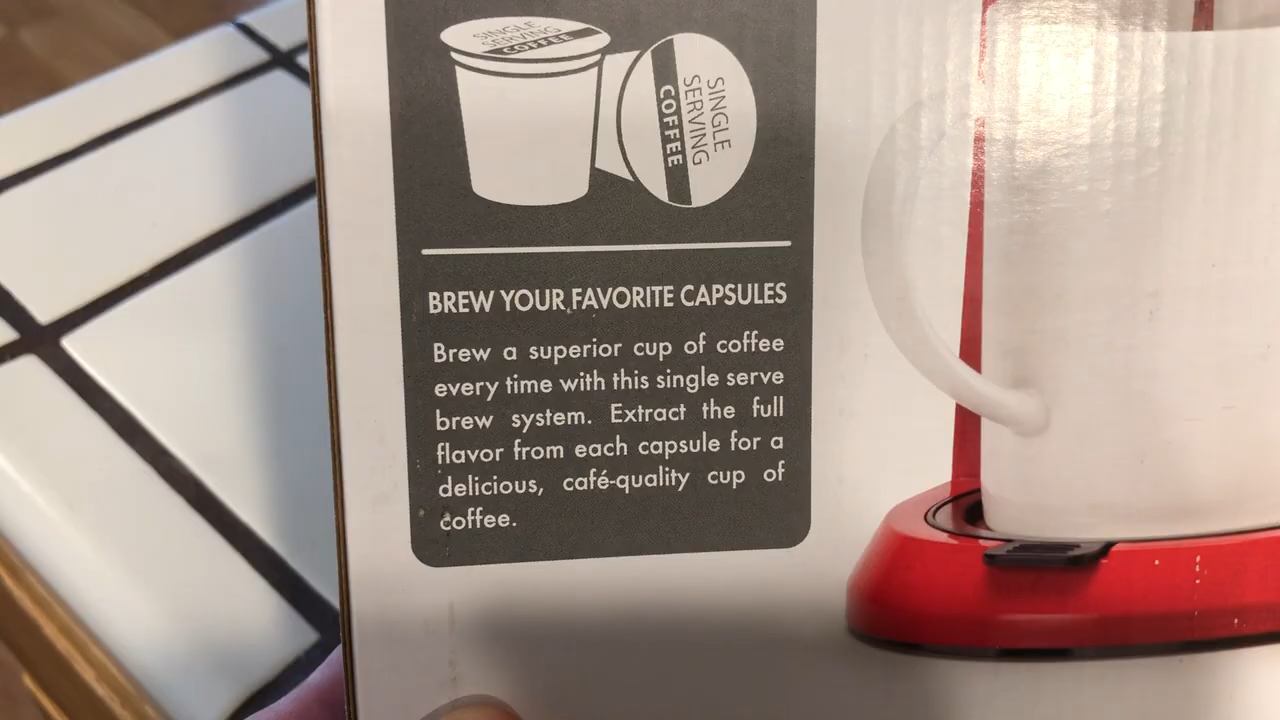 SINGLE
SERVING
COFFEE
SINGLE
SERVING
COFFEE
BREW YOUR FAVORITE CAPSULES
Brew a superior cup of coffee
every time with this single serve
brew system. Extract the full
flavor from each capsule for a
delicious, café-quality cup of
coffee.